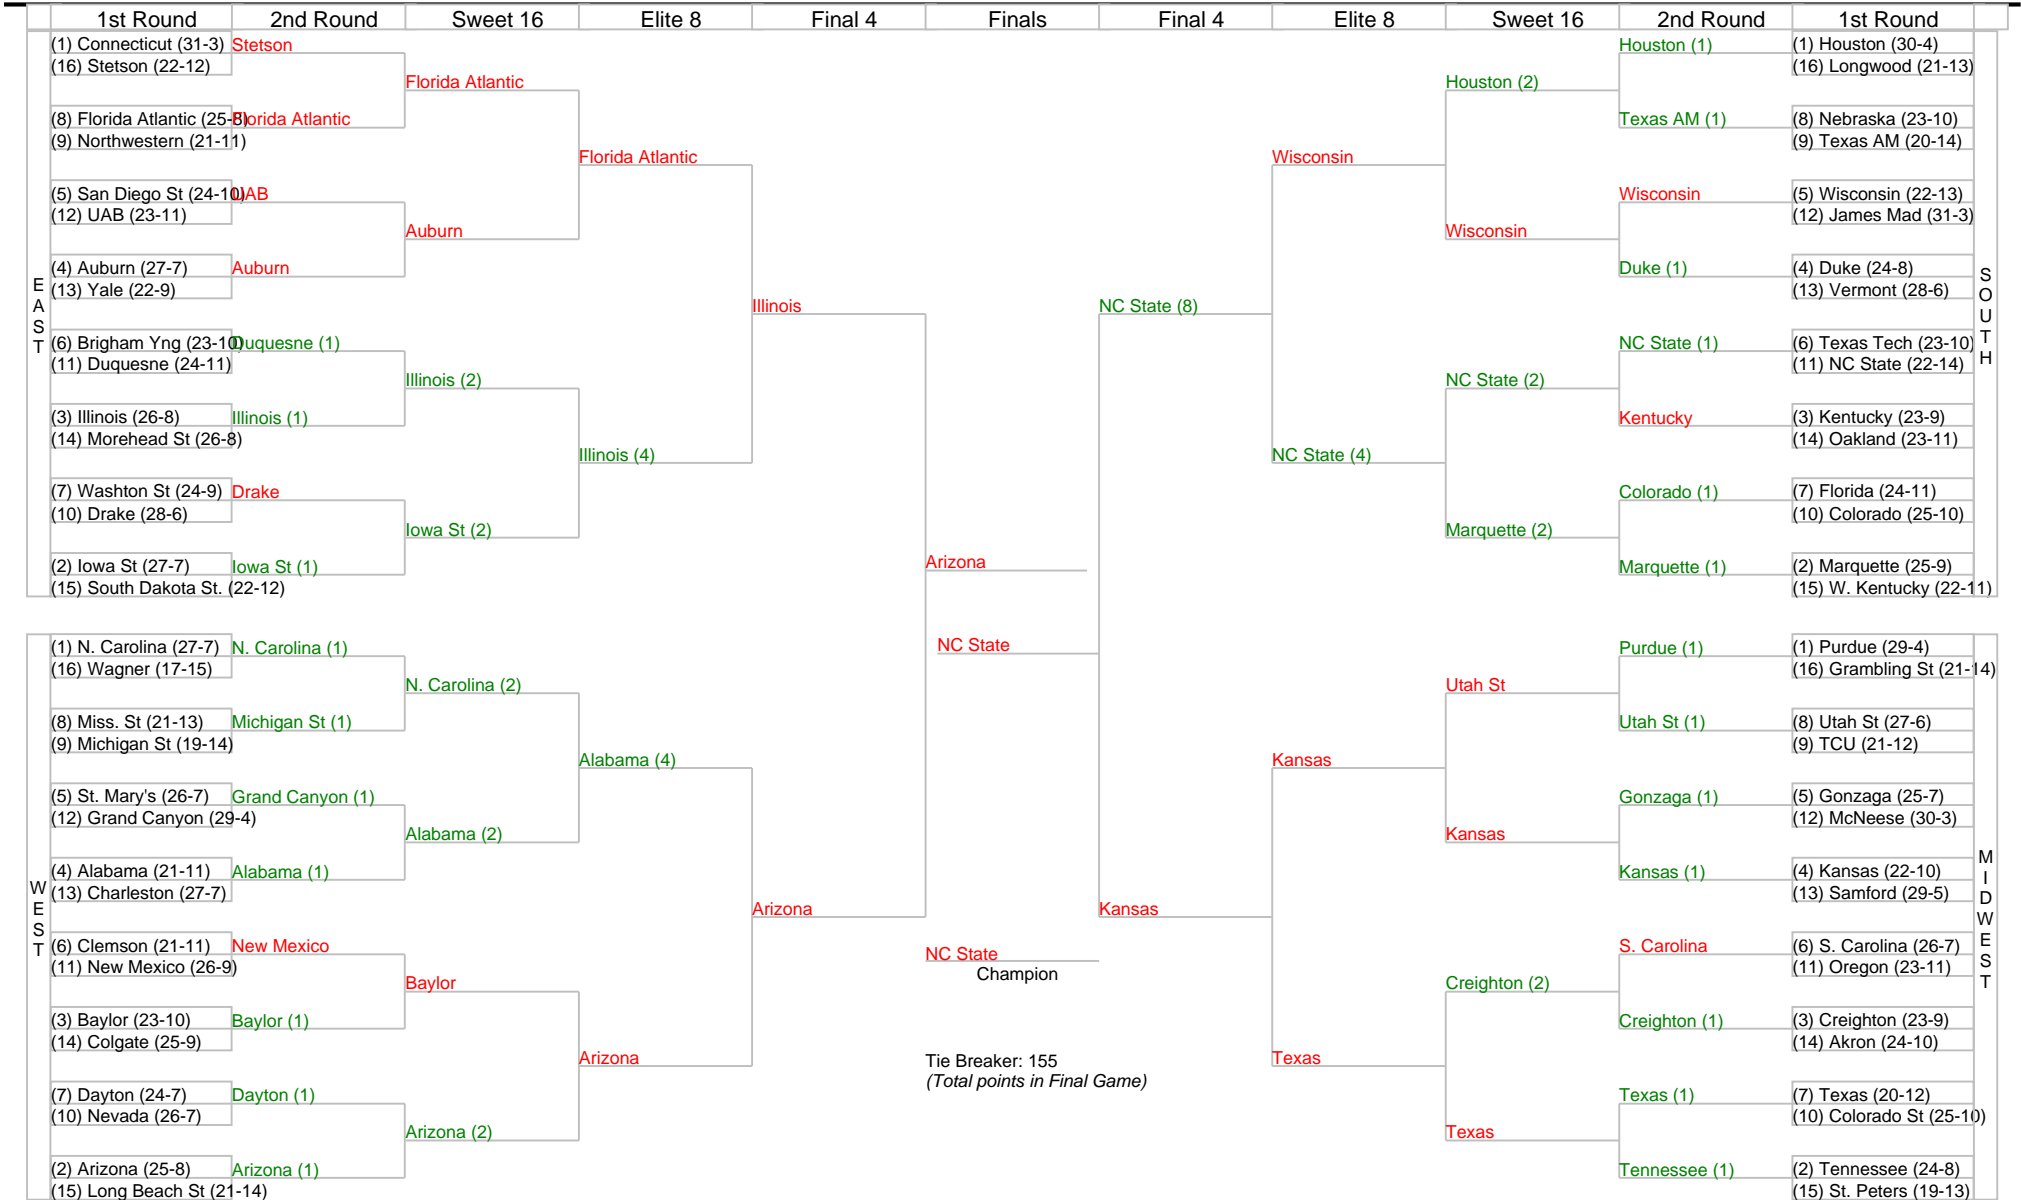 1st Round 2nd Round Sweet 16 Elite 8 Final 4 Finals Final 4 Elite 8 Sweet 16 2nd Round 1st Round
EAST
(1) Connecticut (31-3)
(16) Stetson (22-12)
(8) Florida Atlantic (25-8)
(9) Northwestern (21-11)
(5) San Diego St (24-10)
(12) UAB (23-11)
(4) Auburn (27-7)
(13) Yale (22-9)
(6) Brigham Yng (23-10)
(11) Duquesne (24-11)
(3) Illinois (26-8)
(14) Morehead St (26-8)
(7) Washton St (24-9)
(10) Drake (28-6)
(2) Iowa St (27-7)
(15) South Dakota St. (22-12)
Stetson
Florida Atlantic
UAB
Auburn
Duquesne (1)
Illinois (1)
Drake
Iowa St (1)
Florida Atlantic
Auburn
Illinois (2)
Iowa St (2)
Florida Atlantic
Illinois (4)
Illinois
WEST
(1) N. Carolina (27-7)
(16) Wagner (17-15)
(8) Miss. St (21-13)
(9) Michigan St (19-14)
(5) St. Mary's (26-7)
(12) Grand Canyon (29-4)
(4) Alabama (21-11)
(13) Charleston (27-7)
(6) Clemson (21-11)
(11) New Mexico (26-9)
(3) Baylor (23-10)
(14) Colgate (25-9)
(7) Dayton (24-7)
(10) Nevada (26-7)
(2) Arizona (25-8)
(15) Long Beach St (21-14)
N. Carolina (1)
Michigan St (1)
Grand Canyon (1)
Alabama (1)
New Mexico
Baylor (1)
Dayton (1)
Arizona (1)
N. Carolina (2)
Alabama (2)
Baylor
Arizona (2)
Alabama (4)
Arizona
Arizona
Arizona
NC State
NC State
Champion
Tie Breaker: 155
(Total points in Final Game)
NC State (8)
Wisconsin
NC State (4)
Houston (2)
Wisconsin
NC State (2)
Marquette (2)
Houston (1)
Texas AM (1)
Wisconsin
Duke (1)
NC State (1)
Kentucky
Colorado (1)
Marquette (1)
(1) Houston (30-4)
(16) Longwood (21-13)
(8) Nebraska (23-10)
(9) Texas AM (20-14)
(5) Wisconsin (22-13)
(12) James Mad (31-3)
(4) Duke (24-8)
(13) Vermont (28-6)
(6) Texas Tech (23-10)
(11) NC State (22-14)
(3) Kentucky (23-9)
(14) Oakland (23-11)
(7) Florida (24-11)
(10) Colorado (25-10)
(2) Marquette (25-9)
(15) W. Kentucky (22-11)
SOUTH
Kansas
Kansas
Texas
Utah St
Kansas
Creighton (2)
Texas
Purdue (1)
Utah St (1)
Gonzaga (1)
Kansas (1)
S. Carolina
Creighton (1)
Texas (1)
Tennessee (1)
(1) Purdue (29-4)
(16) Grambling St (21-14)
(8) Utah St (27-6)
(9) TCU (21-12)
(5) Gonzaga (25-7)
(12) McNeese (30-3)
(4) Kansas (22-10)
(13) Samford (29-5)
(6) S. Carolina (26-7)
(11) Oregon (23-11)
(3) Creighton (23-9)
(14) Akron (24-10)
(7) Texas (20-12)
(10) Colorado St (25-10)
(2) Tennessee (24-8)
(15) St. Peters (19-13)
MIDWEST